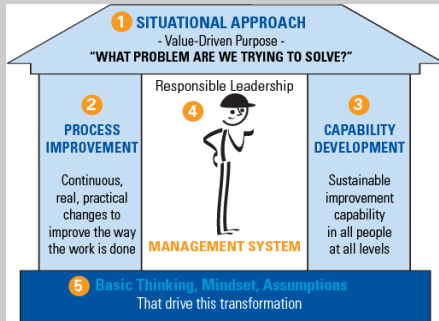 1 SITUATIONAL APPROACH
- Value-Driven Purpose -
“WHAT PROBLEM ARE WE TRYING TO SOLVE?”
2
PROCESS
IMPROVEMENT
Continuous,
real, practical
changes to
improve the way
the work is done
Responsible Leadership
4
MANAGEMENT SYSTEM
3
CAPABILITY
DEVELOPMENT
Sustainable
improvement
capability
in all people
at all levels
5 Basic Thinking, Mindset, Assumptions
That drive this transformation